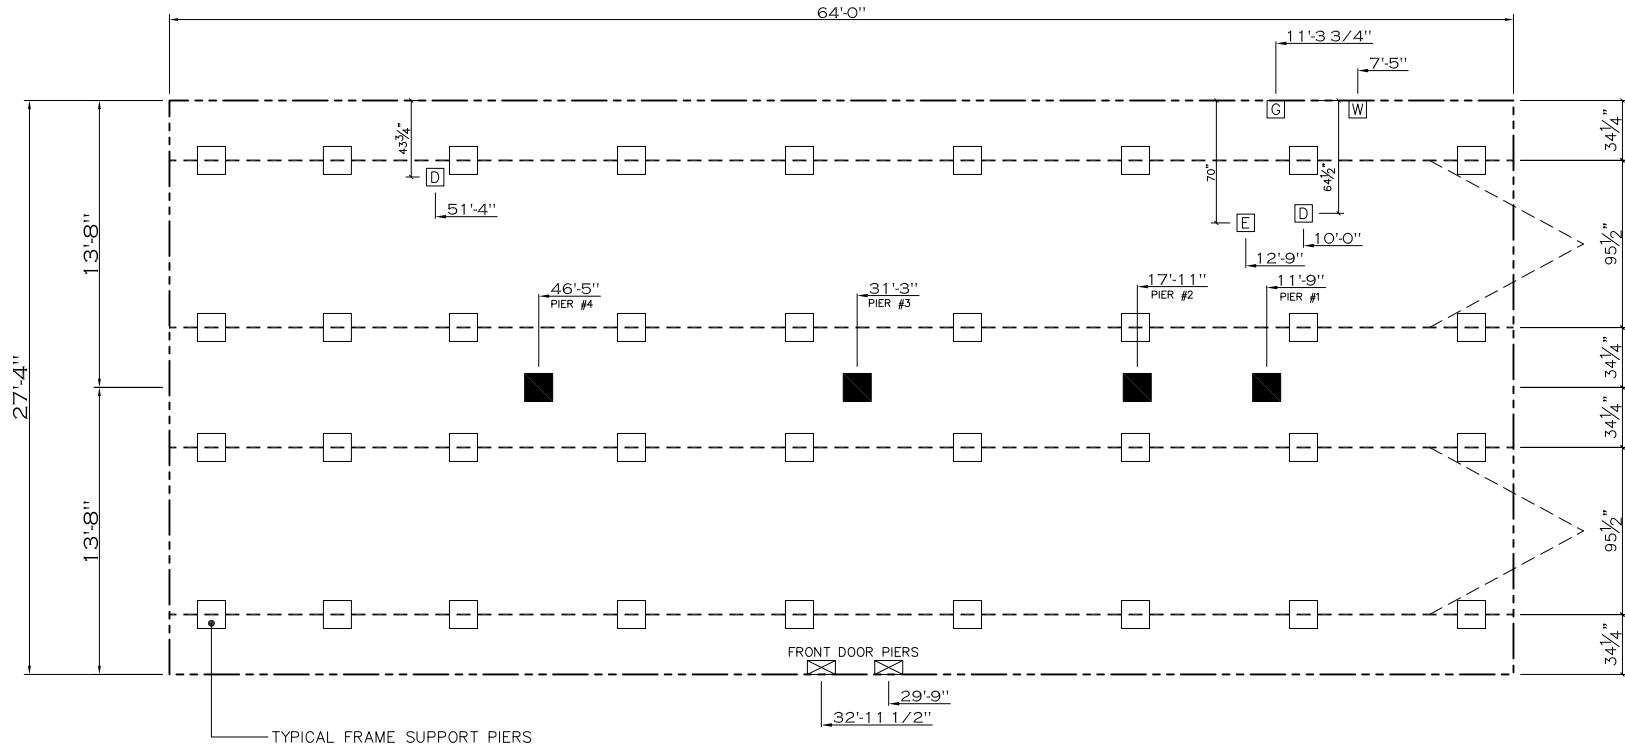 64'-0"
11'-3 3/4"
7'-5"
G
W
43¾"
D
51'-4"
70"
64½"
E
D
10'-0"
12'-9"
34¼"
95½"
34¼"
34¼"
95½"
34¼"
13'-8"
27'-4"
13'-8"
46'-5"
PIER #4
31'-3"
PIER #3
17'-11"
PIER #2
11'-9"
PIER #1
FRONT DOOR PIERS
29'-9"
32'-11 1/2"
TYPICAL FRAME SUPPORT PIERS